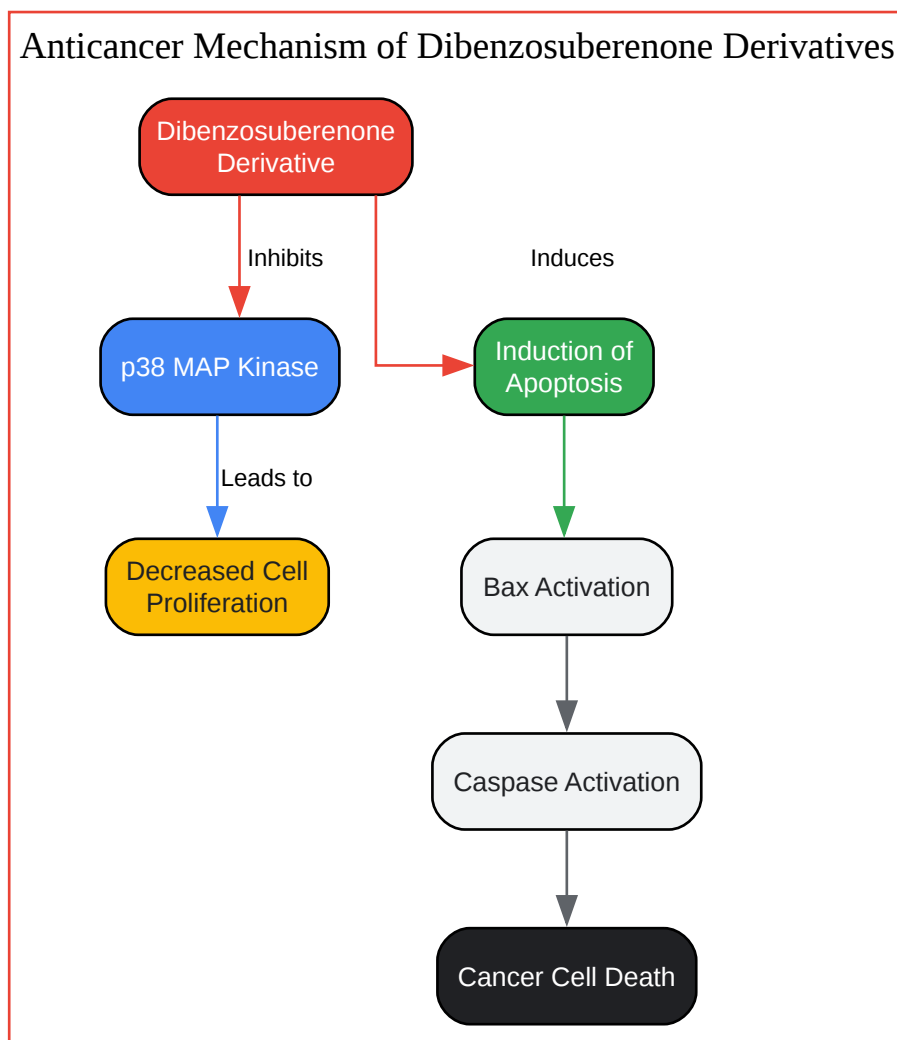 Anticancer Mechanism of Dibenzosuberenone Derivatives
Dibenzosuberenone
Derivative
Inhibits
Induces
p38 MAP Kinase
Induction of
Apoptosis
Leads to
Decreased Cell
Proliferation
Bax Activation
Caspase Activation
Cancer Cell Death